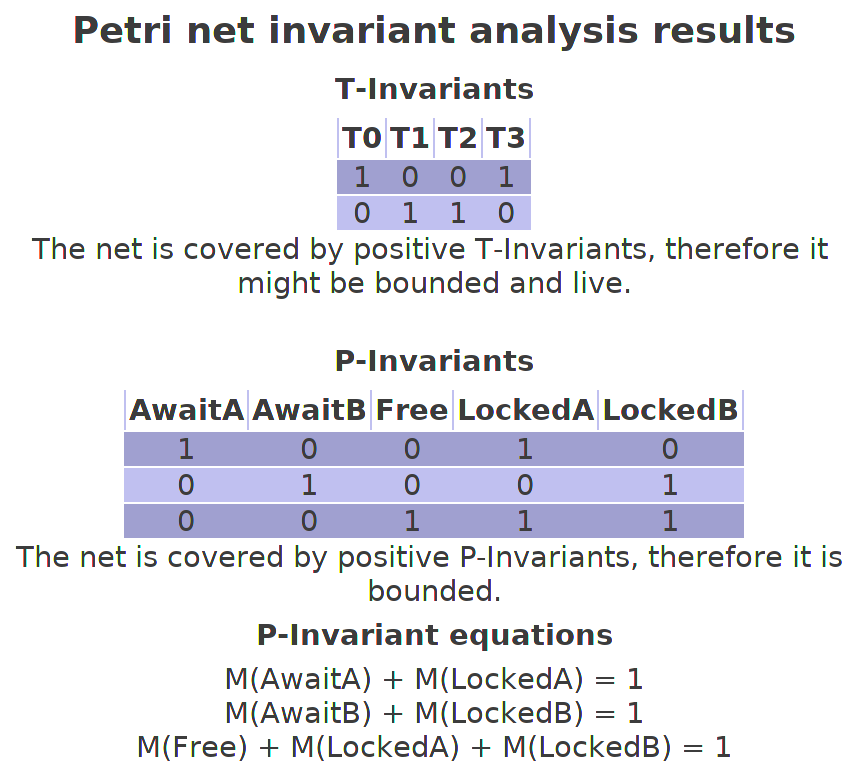 Petri net invariant analysis results
T-Invariants
T0 T1 T2 T3
1 0 0 1
0 1 1 0
The net is covered by positive T-Invariants, therefore it
might be bounded and live.
P-Invariants
AwaitA AwaitB Free LockedA LockedB
1 0 0 1 0
0 1 0 0 1
0 0 1 1 1
The net is covered by positive P-Invariants, therefore it is
bounded.
P-Invariant equations
M(AwaitA) + M(LockedA) = 1
M(AwaitB) + M(LockedB) = 1
M(Free) + M(LockedA) + M(LockedB) = 1